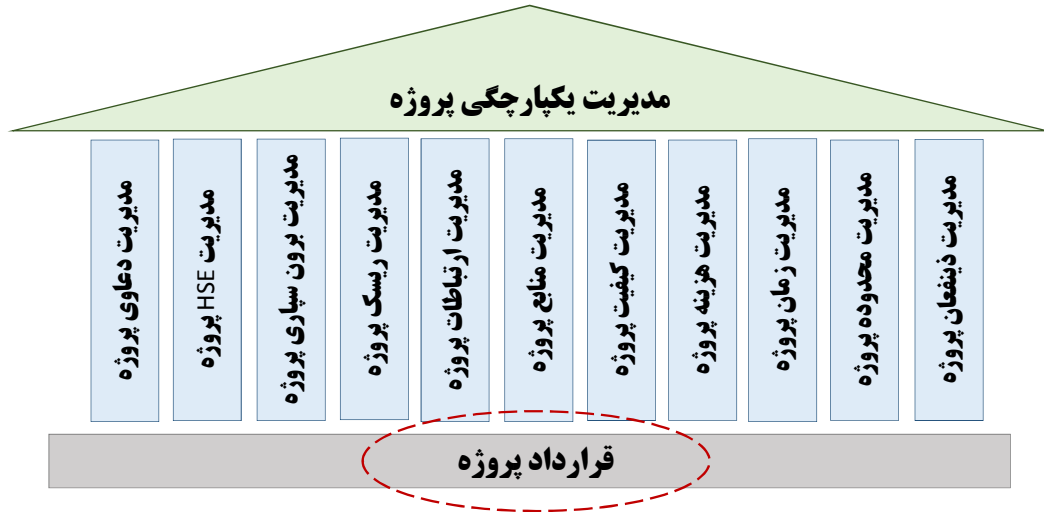 مدیریت یکپارچگی پروژه
مدیریت ذینفعان پروژه
مدیریت محدوده پروژه
مدیریت زمان پروژه
مدیریت هزینه پروژه
مدیریت کیفیت پروژه
مدیریت منابع پروژه
مدیریت ارتباطات پروژه
مدیریت ریسک پروژه
مدیریت برون سپاری پروژه
مدیریت HSE پروژه
مدیریت دعاوی پروژه
قرارداد پروژه